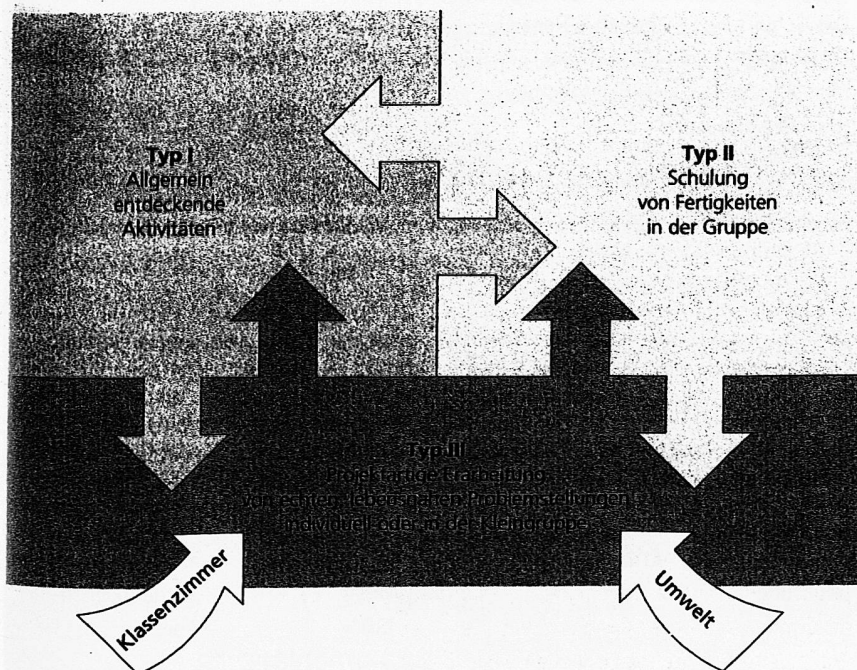 Typ I
Allgemein
entdeckende
Aktivitäten
Typ II
Schulung
von Fertigkeiten
in der Gruppe
Typ III
Projektartige Erarbeitung
von echten, lebensnahen Problemstellungen
individuell oder in der Kleingruppe
Klassenzimmer
Umwelt